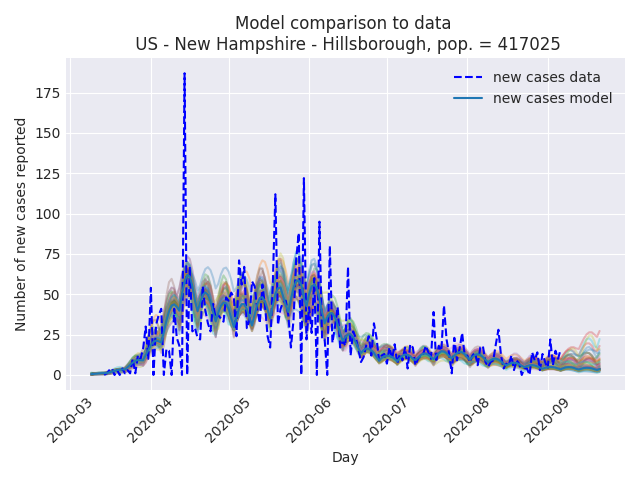 Model comparison to data
US - New Hampshire - Hillsborough, pop. = 417025
new cases data
new cases model
Number of new cases reported
175
150
125
100
75
50
25
0
2020-03
2020-04
2020-05
2020-06
2020-07
2020-08
2020-09
Day